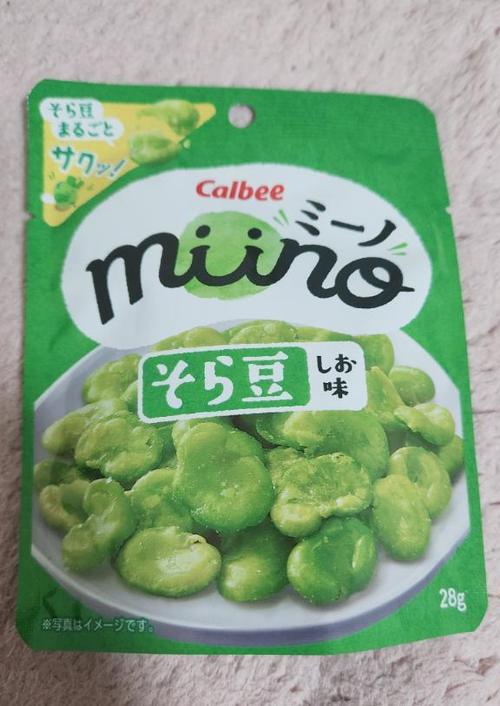 そら豆
まるごと
サクッ!
Calbee
ミーノ
miino
そら豆
しお味
28g
※写真はイメージです。